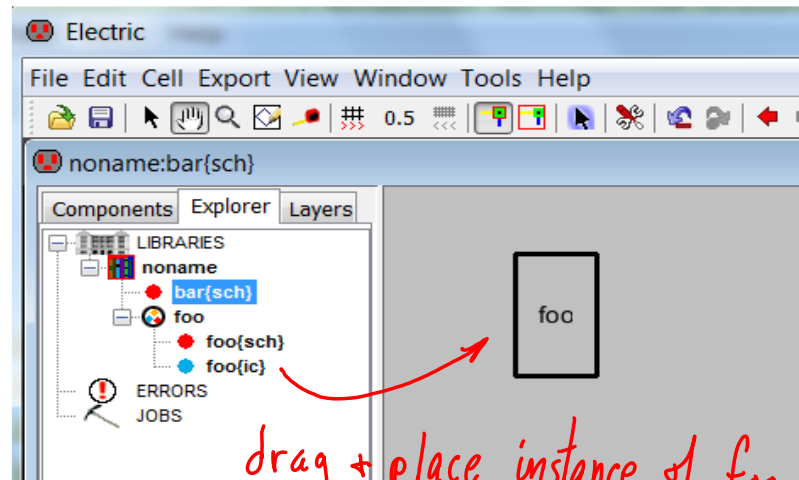 Electric
File Edit Cell Export View Window Tools Help
0.5
noname:bar{sch}
Components Explorer Layers
LIBRARIES
noname
bar{sch}
foo
foo
foo{sch}
foo{ic}
ERRORS
JOBS
drag + place instance of